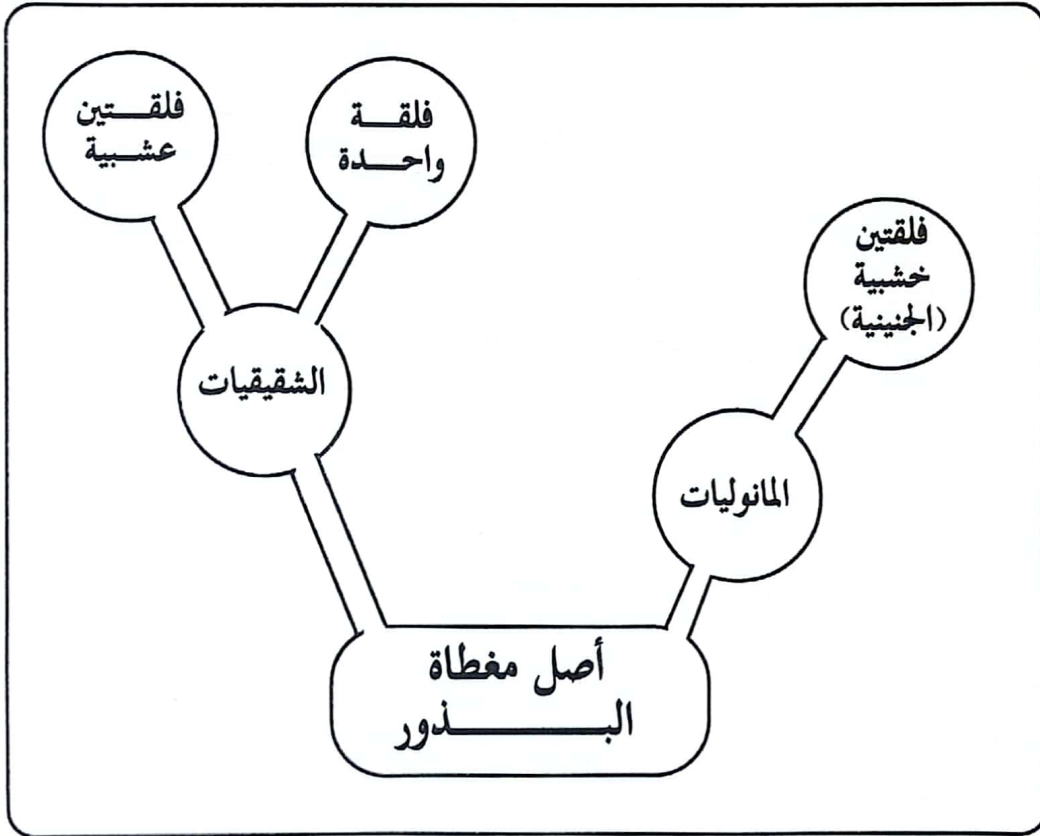 فلقتين
عشبية
فلقة
واحدة
فلقتين
خشبية
(الجنينية)
الشقيقيات
المانوليات
أصل مغطاة
البذور